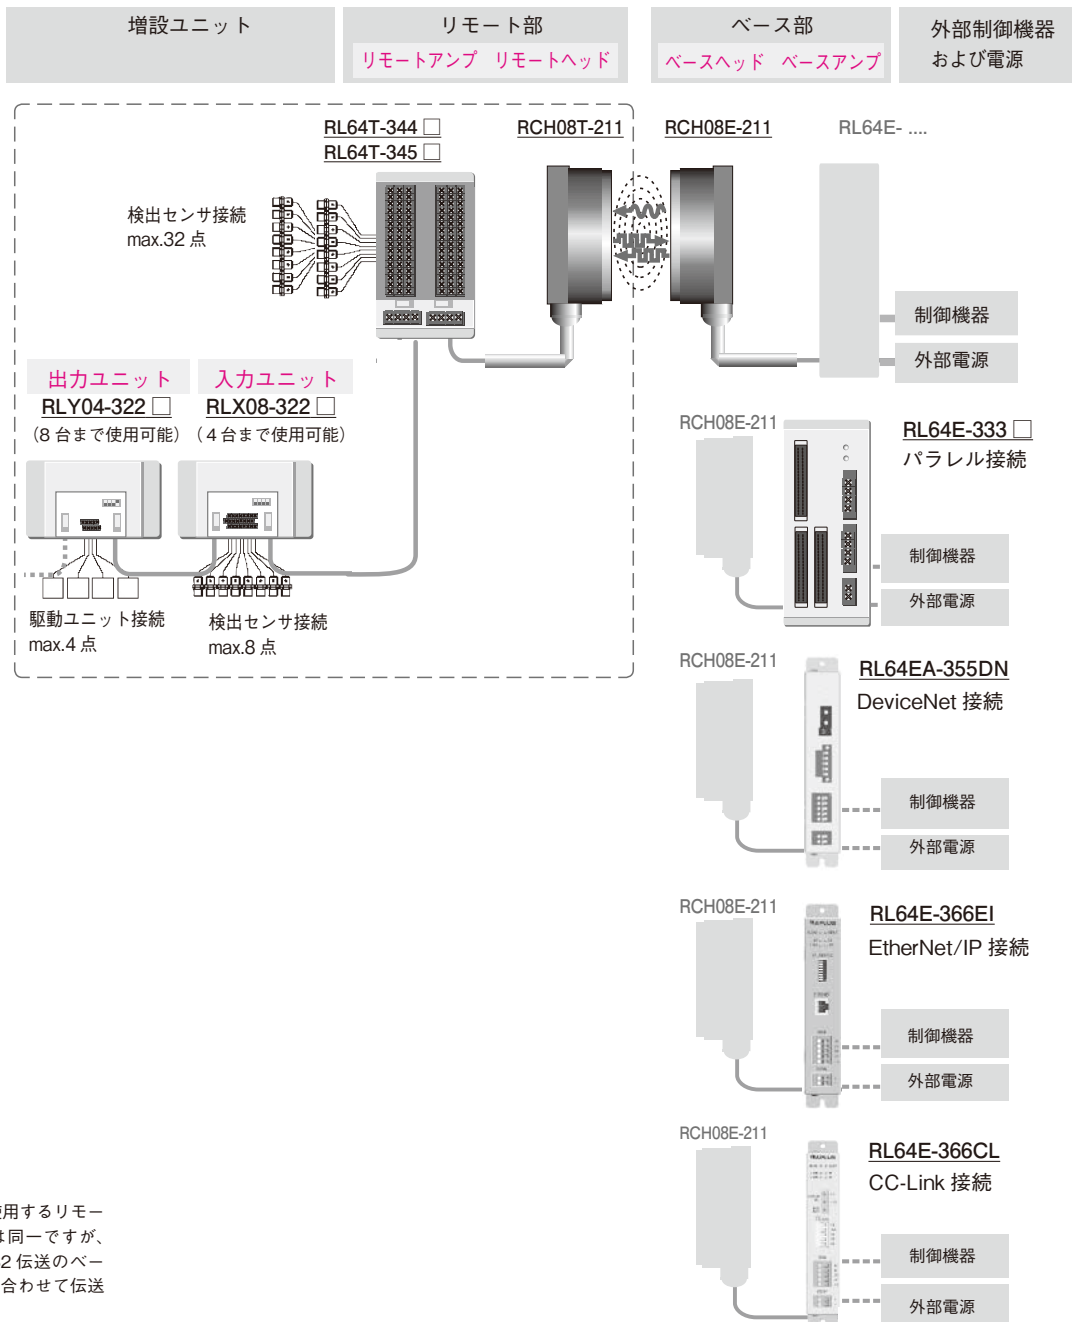 増設ユニット
リモート部
リモートアンプ リモートヘッド
ベース部
ベースヘッド ベースアンプ
外部制御機器
および電源
RL64T-344 □
RL64T-345 □
RCH08T-211
RCH08E-211
RL64E- ....
検出センサ接続
max.32 点
制御機器
外部電源
出力ユニット
RLY04-322 □
（8 台まで使用可能）
入力ユニット
RLX08-322 □
（4 台まで使用可能）
駆動ユニット接続
max.4 点
検出センサ接続
max.8 点
RCH08E-211
RL64E-333 □
パラレル接続
制御機器
外部電源
RCH08E-211
RL64EA-355DN
DeviceNet 接続
制御機器
外部電源
RCH08E-211
RL64E-366EI
EtherNet/IP 接続
制御機器
外部電源
RCH08E-211
RL64E-366CL
CC-Link 接続
制御機器
外部電源
使用するリモー
は同一ですが、
2 伝送のベー
合わせて伝送